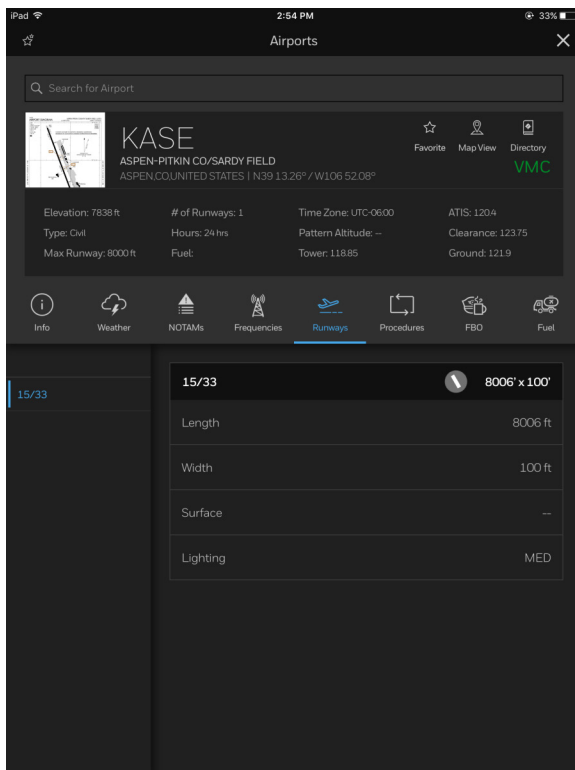 iPad 2:54 PM 33%
Airports
Search for Airport
KASE
ASPEN-PITKIN CO/SARDY FIELD
ASPEN,CO,UNITED STATES | N39 13.26° / W106 52.08°
Favorite Map View Directory
VMC
Elevation: 7838 ft # of Runways: 1 Time Zone: UTC-06:00 ATIS: 120.4
Type: Civil Hours: 24 hrs Pattern Altitude: -- Clearance: 123.75
Max Runway: 8000 ft Fuel: Tower: 118.85 Ground: 121.9
Info Weather NOTAMs Frequencies Runways Procedures FBO Fuel
15/33
15/33 8006' x 100'
Length 8006 ft
Width 100 ft
Surface --
Lighting MED